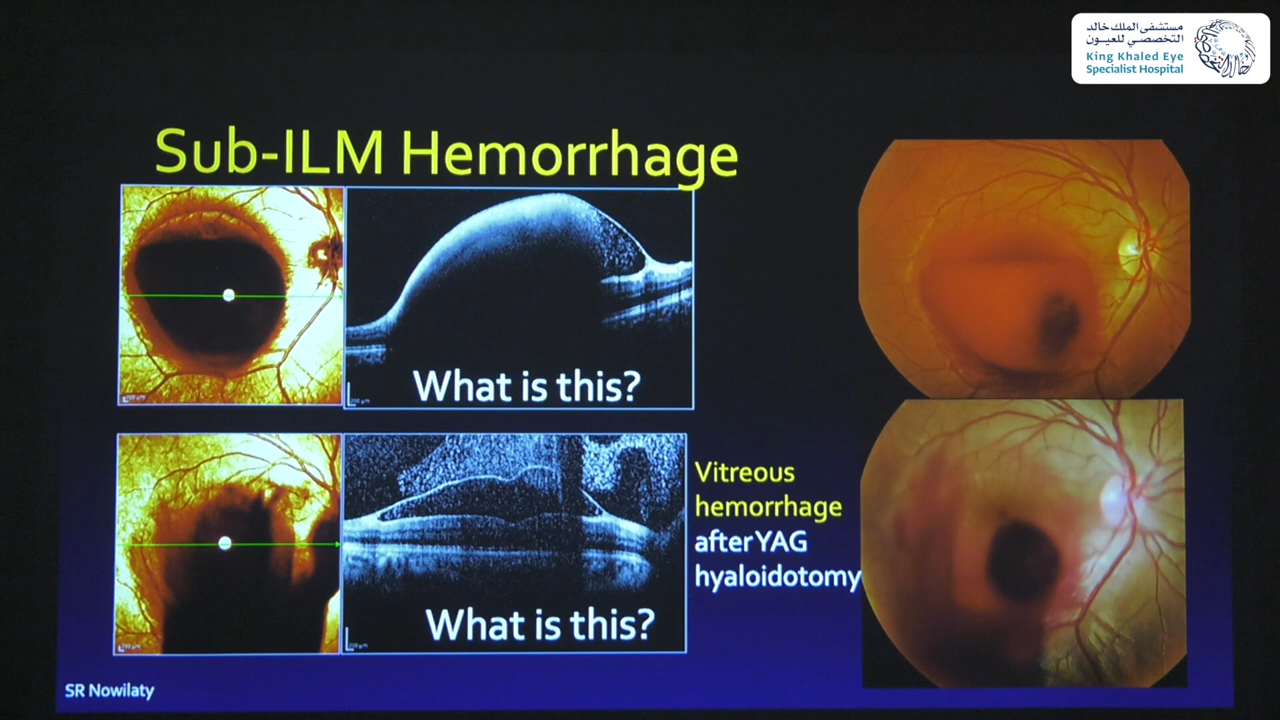 مستشفى الملك خالد
التخصصي للعيون
King Khaled Eye
Specialist Hospital
Sub-ILM Hemorrhage
What is this?
Vitreous
hemorrhage
after YAG
hyaloidotomy
What is this?
SR Nowilaty